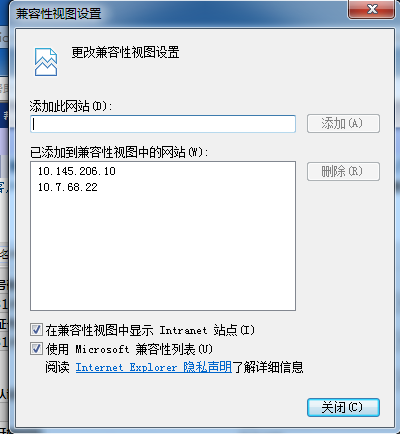 兼容性视图设置
更改兼容性视图设置
添加此网站(D):
添加(A)
已添加到兼容性视图中的网站(W):
10.145.206.10
10.7.68.22
删除(R)
在兼容性视图中显示 Intranet 站点(I)
使用 Microsoft 兼容性列表(U)
阅读 Internet Explorer 隐私声明了解详细信息
关闭(C)